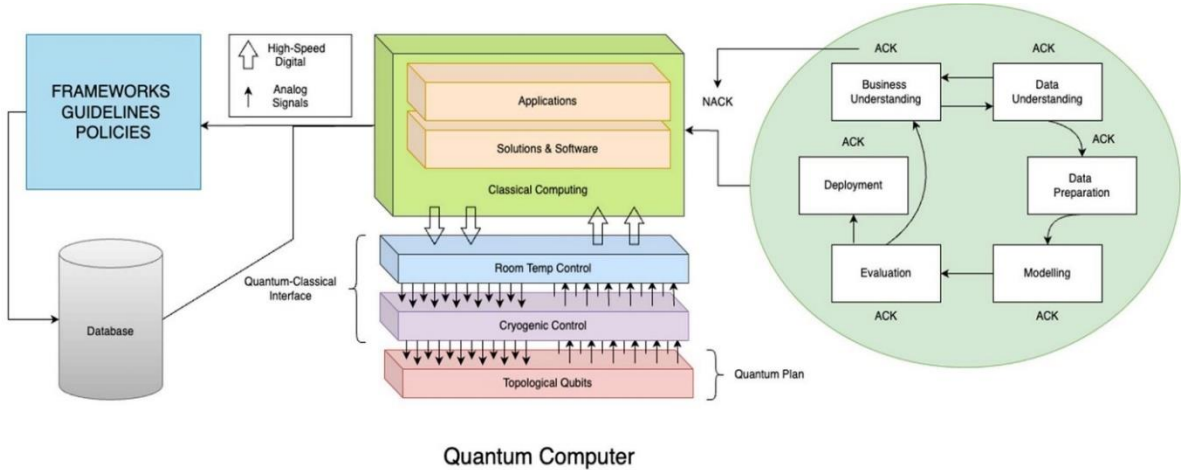 FRAMEWORKS
GUIDELINES
POLICIES
High-Speed
Digital
Analog
Signals
Applications
Solutions & Software
Classical Computing
NACK
ACK
ACK
Business
Understanding
Data
Understanding
ACK
ACK
Deployment
Data
Preparation
Evaluation
Modelling
ACK
ACK
Quantum-Classical
Interface
Room Temp Control
Cryogenic Control
Topological Qubits
Quantum Plan
Database
Quantum Computer